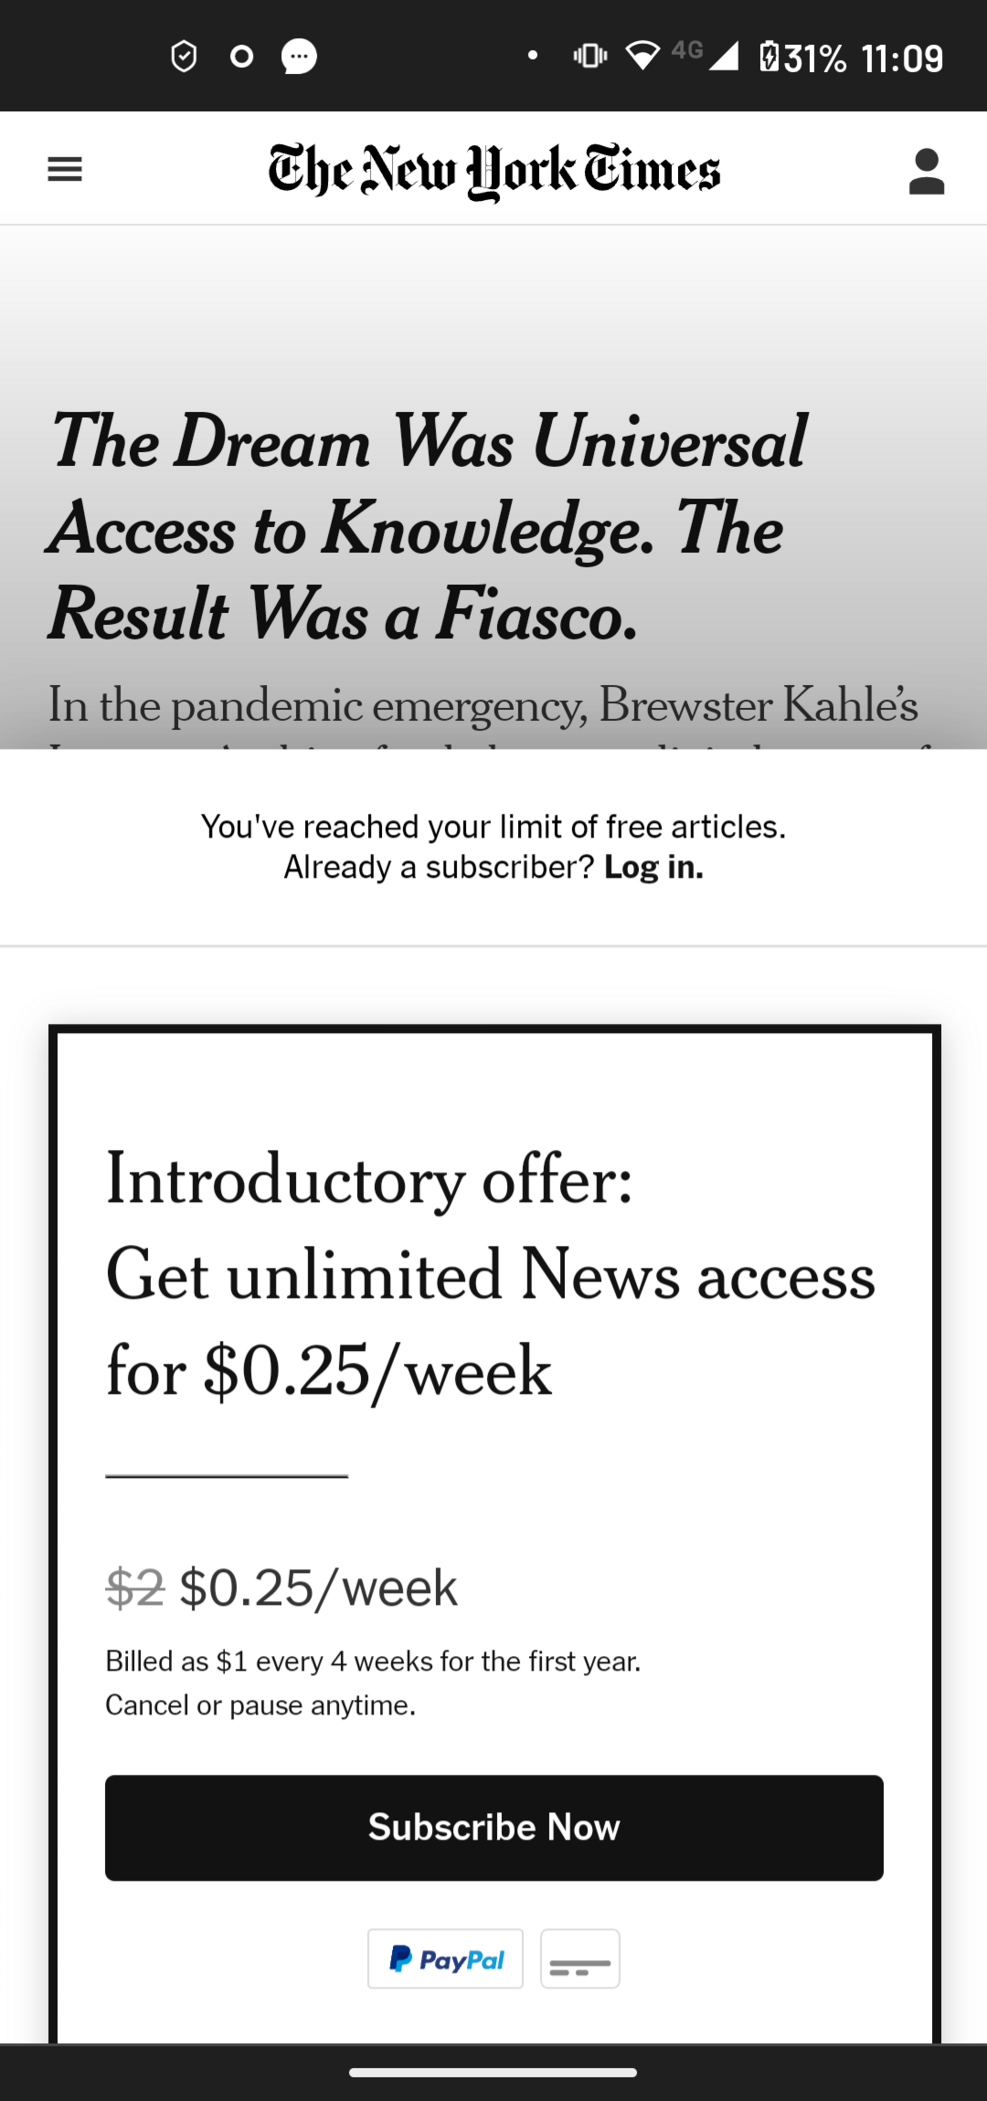 4G 31% 11:09
The New York Times
The Dream Was Universal
Access to Knowledge. The
Result Was a Fiasco.
In the pandemic emergency, Brewster Kahle’s
You've reached your limit of free articles.
Already a subscriber? Log in.
Introductory offer:
Get unlimited News access
for $0.25/week
$2 $0.25/week
Billed as $1 every 4 weeks for the first year.
Cancel or pause anytime.
Subscribe Now
PayPal